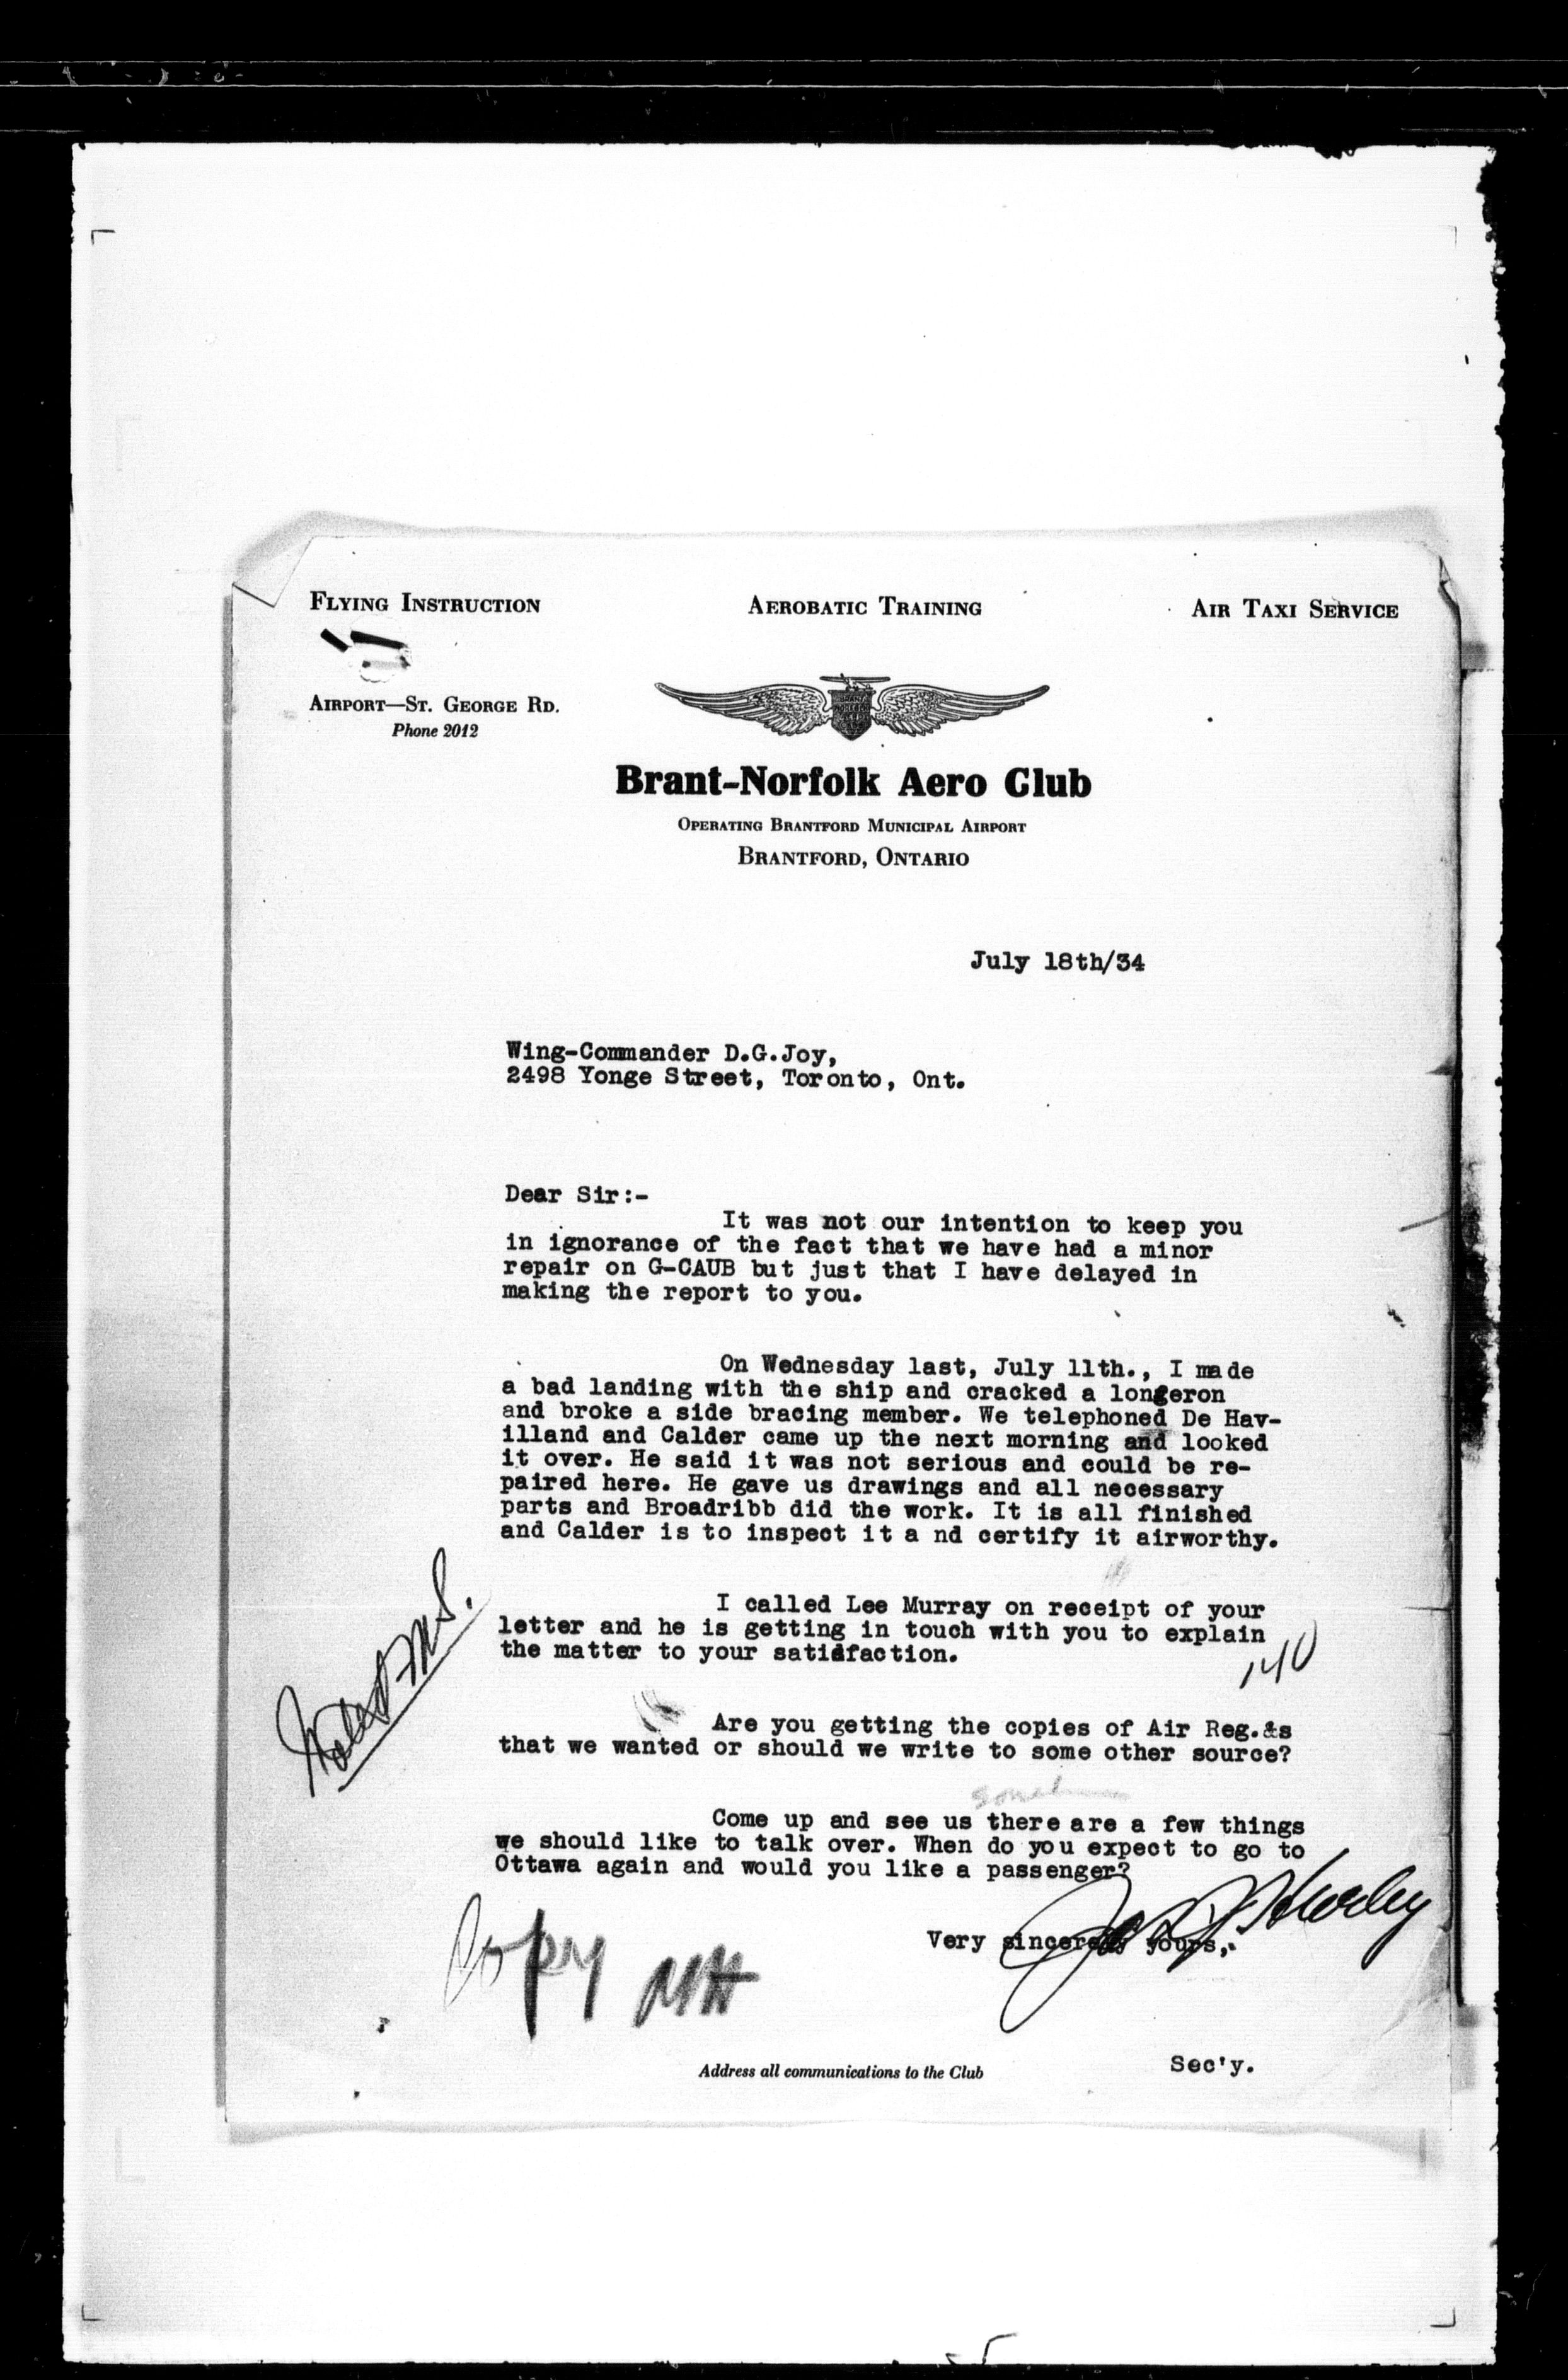 FLYING INSTRUCTION AEROBATIC TRAINING AIR TAXI SERVICE
AIRPORT—ST. GEORGE RD.
Phone 2012
Brant-Norfolk Aero Club
OPERATING BRANTFORD MUNICIPAL AIRPORT
BRANTFORD, ONTARIO
July 18th/34
Wing-Commander D.G.Joy,
2498 Yonge Street, Toronto, Ont.
Dear Sir:-
It was not our intention to keep you
in ignorance of the fact that we have had a minor
repair on G-CAUB but just that I have delayed in
making the report to you.
On Wednesday last, July 11th., I made
a bad landing with the ship and cracked a longeron
and broke a side bracing member. We telephoned De Hav-
illand and Calder came up the next morning and looked
it over. He said it was not serious and could be re-
paired here. He gave us drawings and all necessary
parts and Broadribb did the work. It is all finished
and Calder is to inspect it a nd certify it airworthy.
I called Lee Murray on receipt of your
letter and he is getting in touch with you to explain
the matter to your satisfaction.
140
Are you getting the copies of Air Reg.&s
that we wanted or should we write to some other source?
Come up and see us there are a few things
we should like to talk over. When do you expect to go to
Ottawa again and would you like a passenger?
Very sincerely yours,
Copy
Sec'y.
Address all communications to the Club